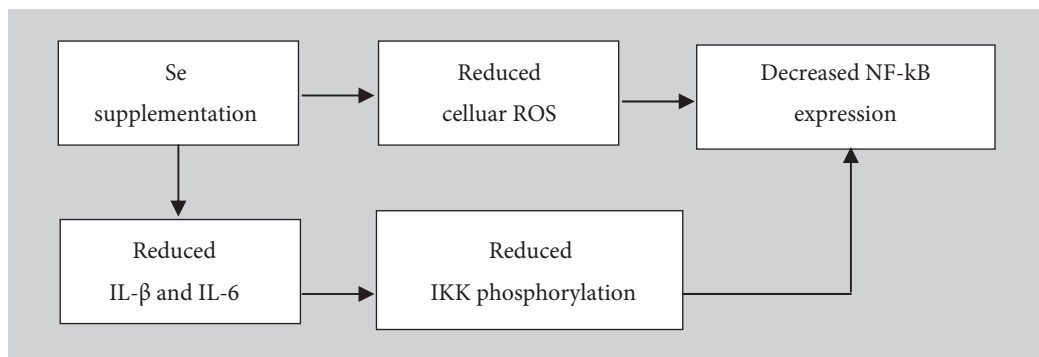 Se
supplementation
Reduced
celluar ROS
Decreased NF-kB
expression
Reduced
IL-β and IL-6
Reduced
IKK phosphorylation